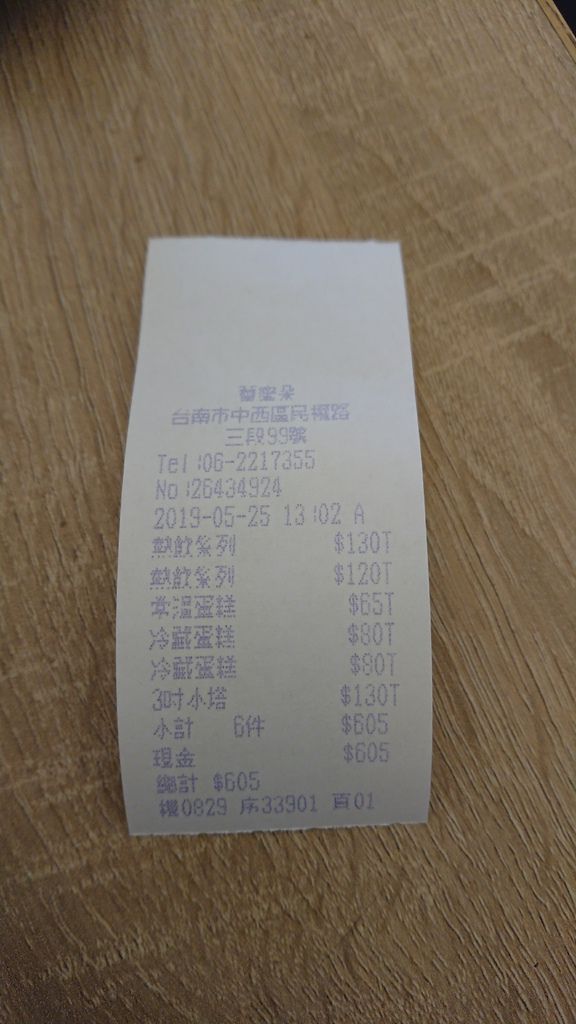 蜜朵
台南市中西區民權路
三段99號
Tel:06-2217355
No:26434924
2019-05-25 13:02 A
熱飲系列 $130T
熱飲系列 $120T
常溫蛋糕 $65T
冷藏蛋糕 $80T
冷藏蛋糕 $80T
3吋小塔 $130T
小計 6件 $605
現金 $605
總計 $605
機0829 序33901 頁01